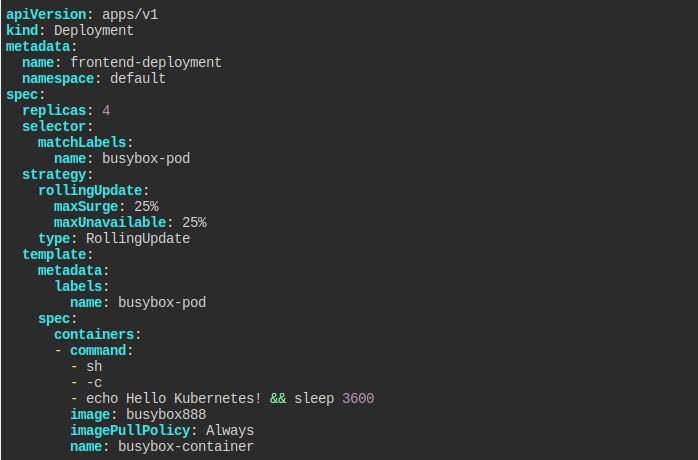 apiVersion: apps/v1
kind: Deployment
metadata:
  name: frontend-deployment
  namespace: default
spec:
  replicas: 4
  selector:
    matchLabels:
      name: busybox-pod
  strategy:
    rollingUpdate:
      maxSurge: 25%
      maxUnavailable: 25%
    type: RollingUpdate
  template:
    metadata:
      labels:
        name: busybox-pod
    spec:
      containers:
      - command:
        - sh
        - -c
        - echo Hello Kubernetes! && sleep 3600
        image: busybox888
        imagePullPolicy: Always
        name: busybox-container